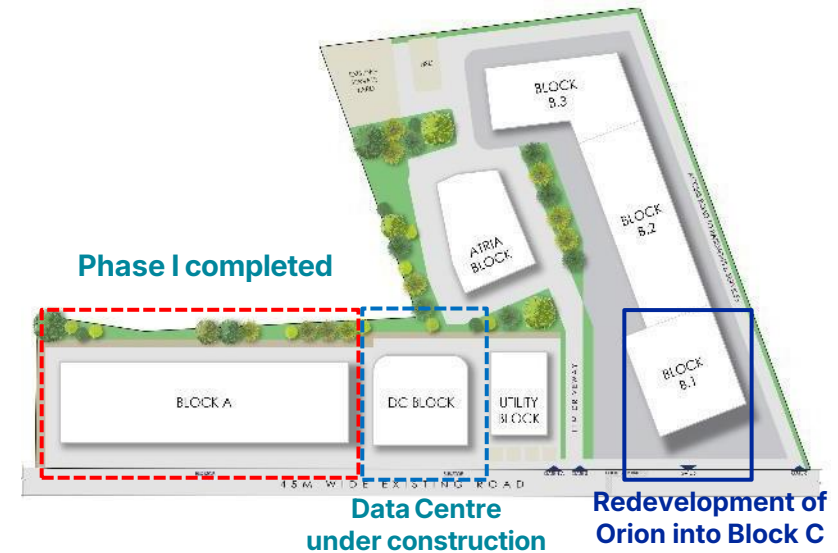 BLOCK
B.3
BLOCK
B.2
ATRIA
BLOCK
Phase I completed
BLOCK
B.1
BLOCK A
DC BLOCK
UTILITY
BLOCK
45M WIDE EXISTING ROAD
Data Centre
under construction
Redevelopment of
Orion into Block C